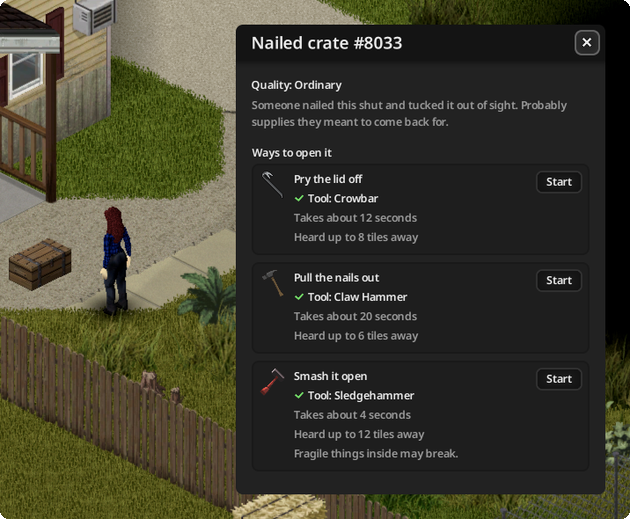 Nailed crate #8033
Quality: Ordinary
Someone nailed this shut and tucked it out of sight. Probably
supplies they meant to come back for.
Ways to open it
Pry the lid off
Start
Tool: Crowbar
Takes about 12 seconds
Heard up to 8 tiles away
Pull the nails out
Start
Tool: Claw Hammer
Takes about 20 seconds
Heard up to 6 tiles away
Smash it open
Start
Tool: Sledgehammer
Takes about 4 seconds
Heard up to 12 tiles away
Fragile things inside may break.